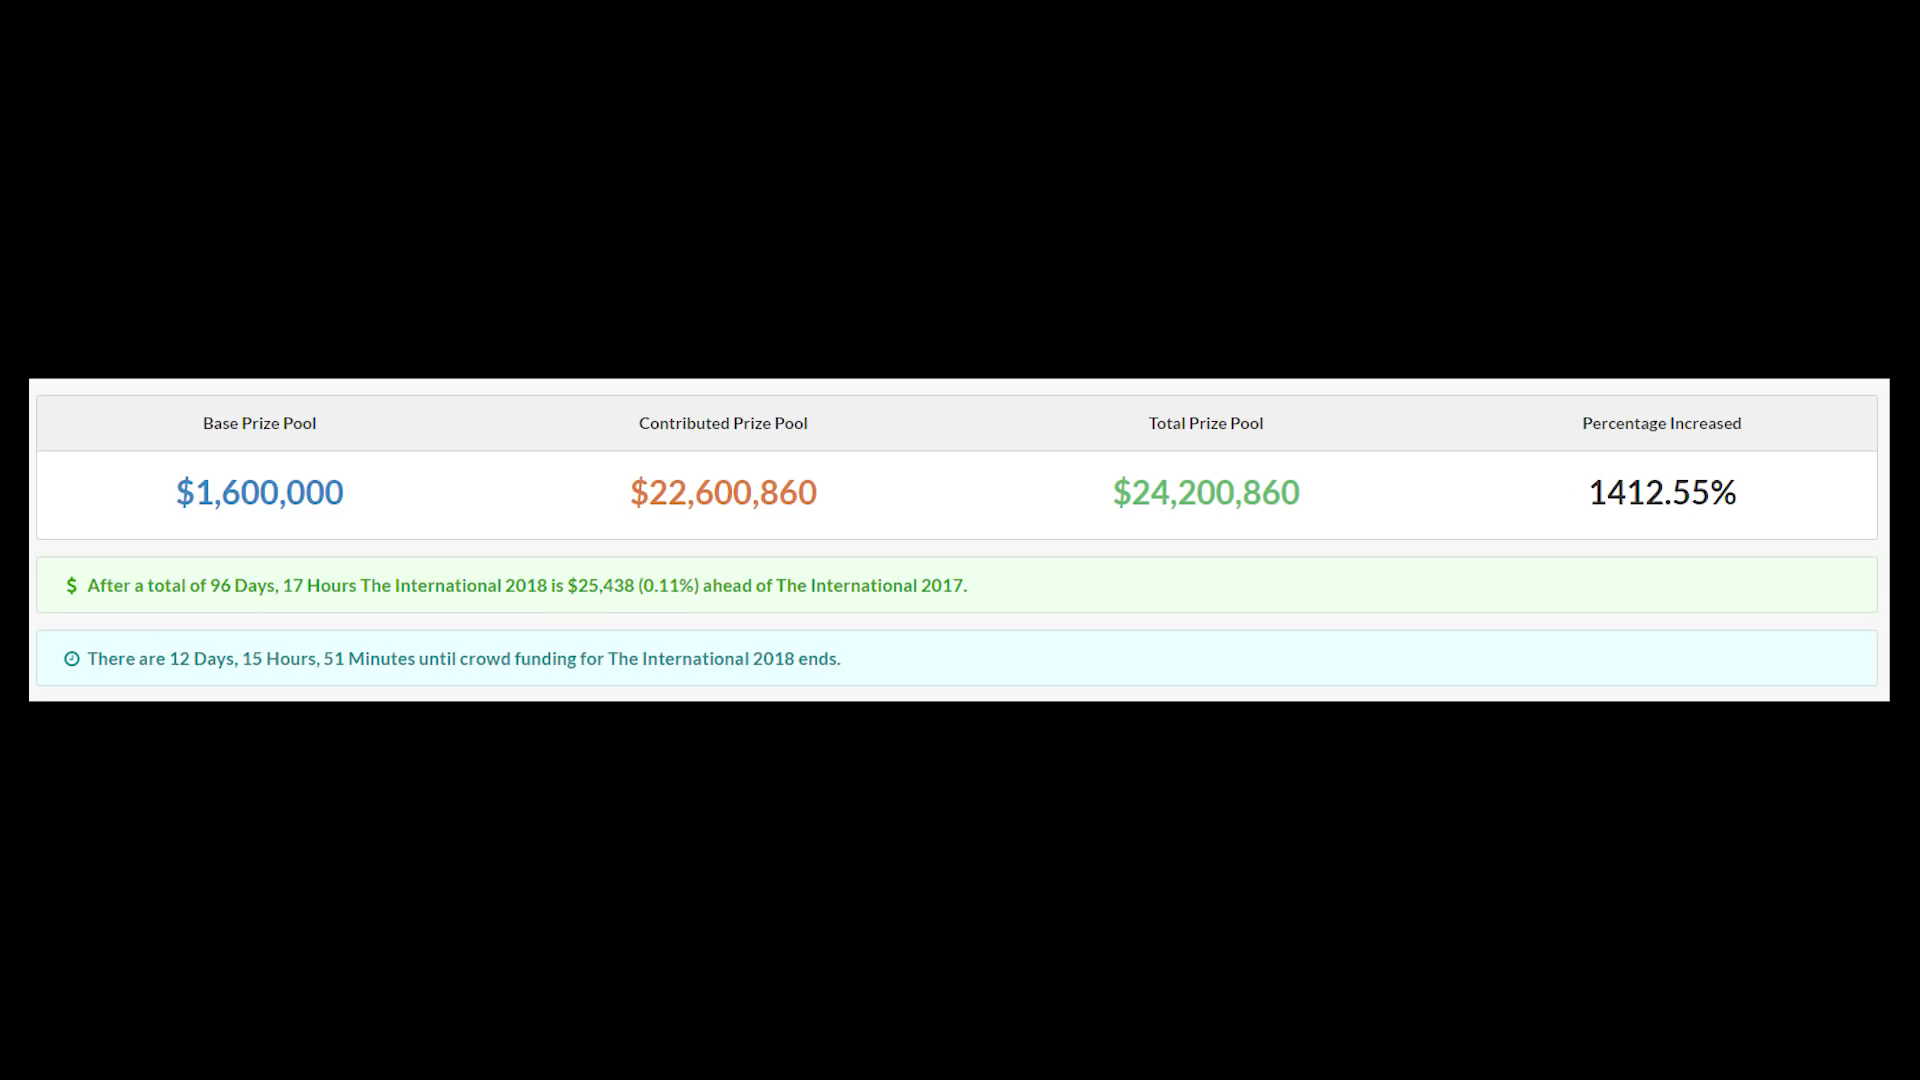 Base Prize Pool Contributed Prize Pool Total Prize Pool Percentage Increased
$1,600,000 $22,600,860 $24,200,860 1412.55%
$ After a total of 96 Days, 17 Hours The International 2018 is $25,438 (0.11%) ahead of The International 2017.
There are 12 Days, 15 Hours, 51 Minutes until crowd funding for The International 2018 ends.